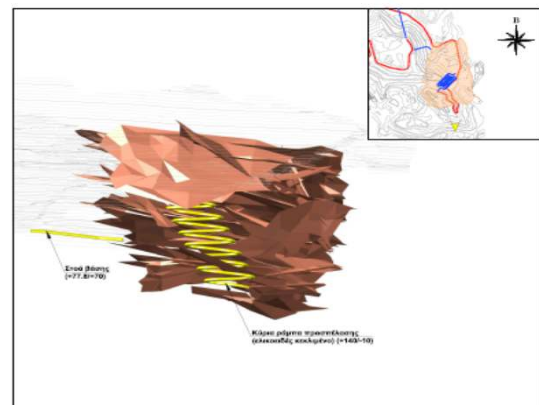 Β
Στοά βάσης
(+77.8/+70)
Κύρια ράμπα προσπέλασης
(ελικοειδές κεκλιμένο) (+140/-10)